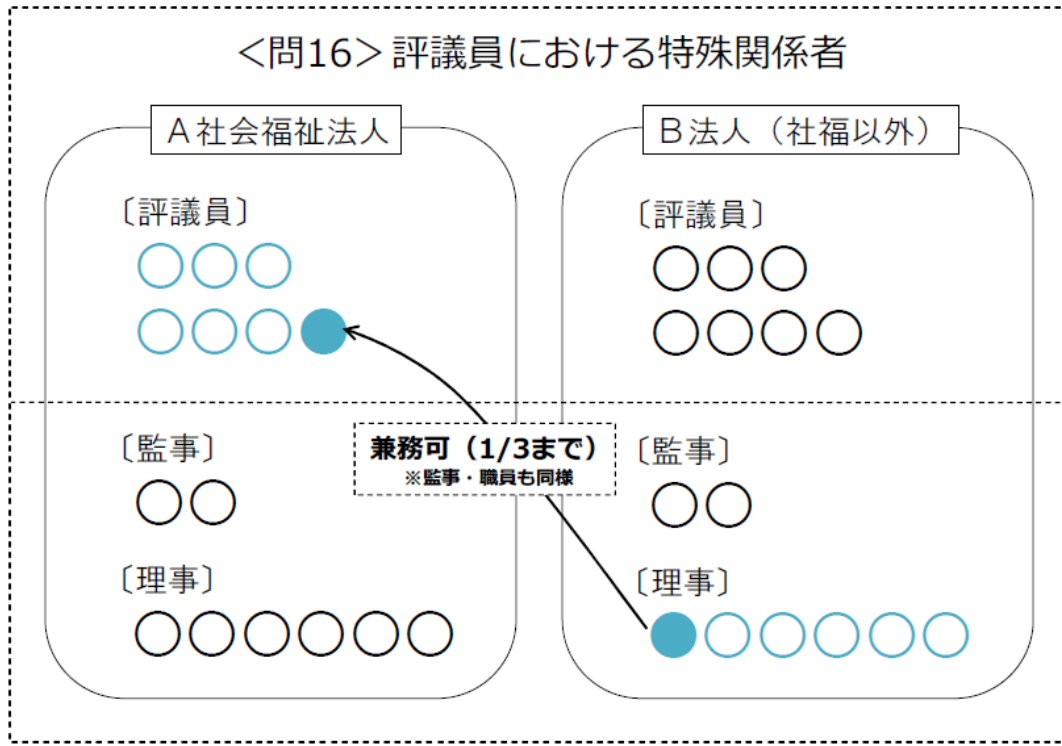 ＜問16＞評議員における特殊関係者
Ａ社会福祉法人
〔評議員〕
〔監事〕
〔理事〕
Ｂ法人（社福以外）
〔評議員〕
〔監事〕
〔理事〕
兼務可（1/3まで）
※監事・職員も同様